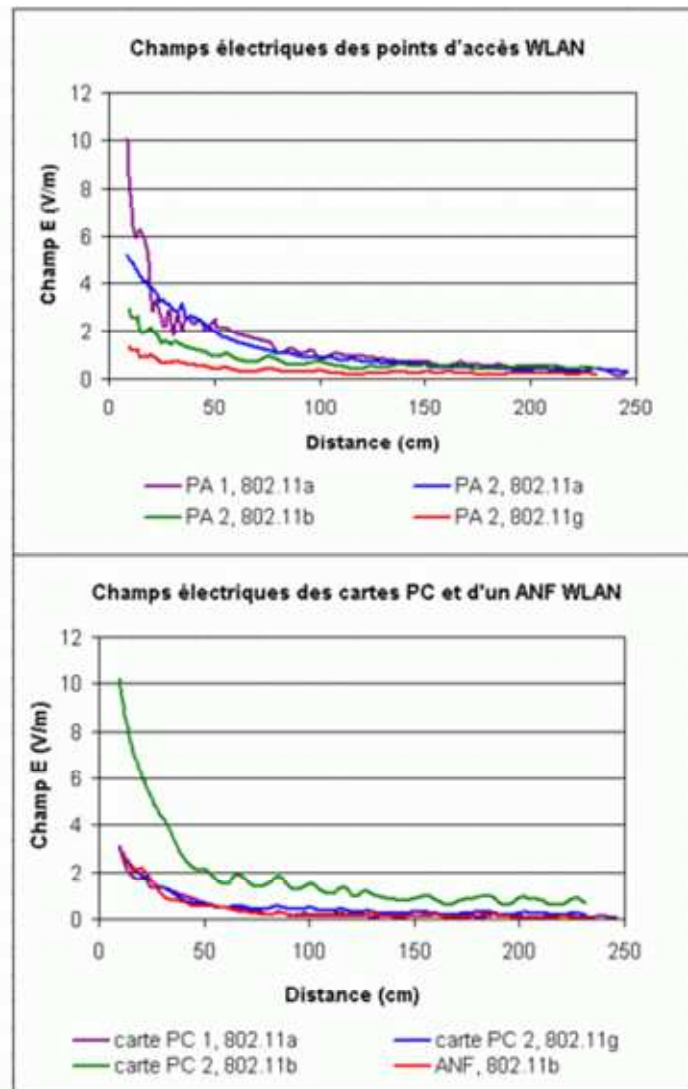 Champs électriques des points d'accès WLAN
12
10
8
6
4
2
0
Champ E (V/m)
0 50 100 150 200 250
Distance (cm)
PA 1, 802.11a PA 2, 802.11a
PA 2, 802.11b PA 2, 802.11g
Champs électriques des cartes PC et d'un ANF WLAN
12
10
8
6
4
2
0
Champ E (V/m)
0 50 100 150 200 250
Distance (cm)
carte PC 1, 802.11a carte PC 2, 802.11g
carte PC 2, 802.11b ANF, 802.11b